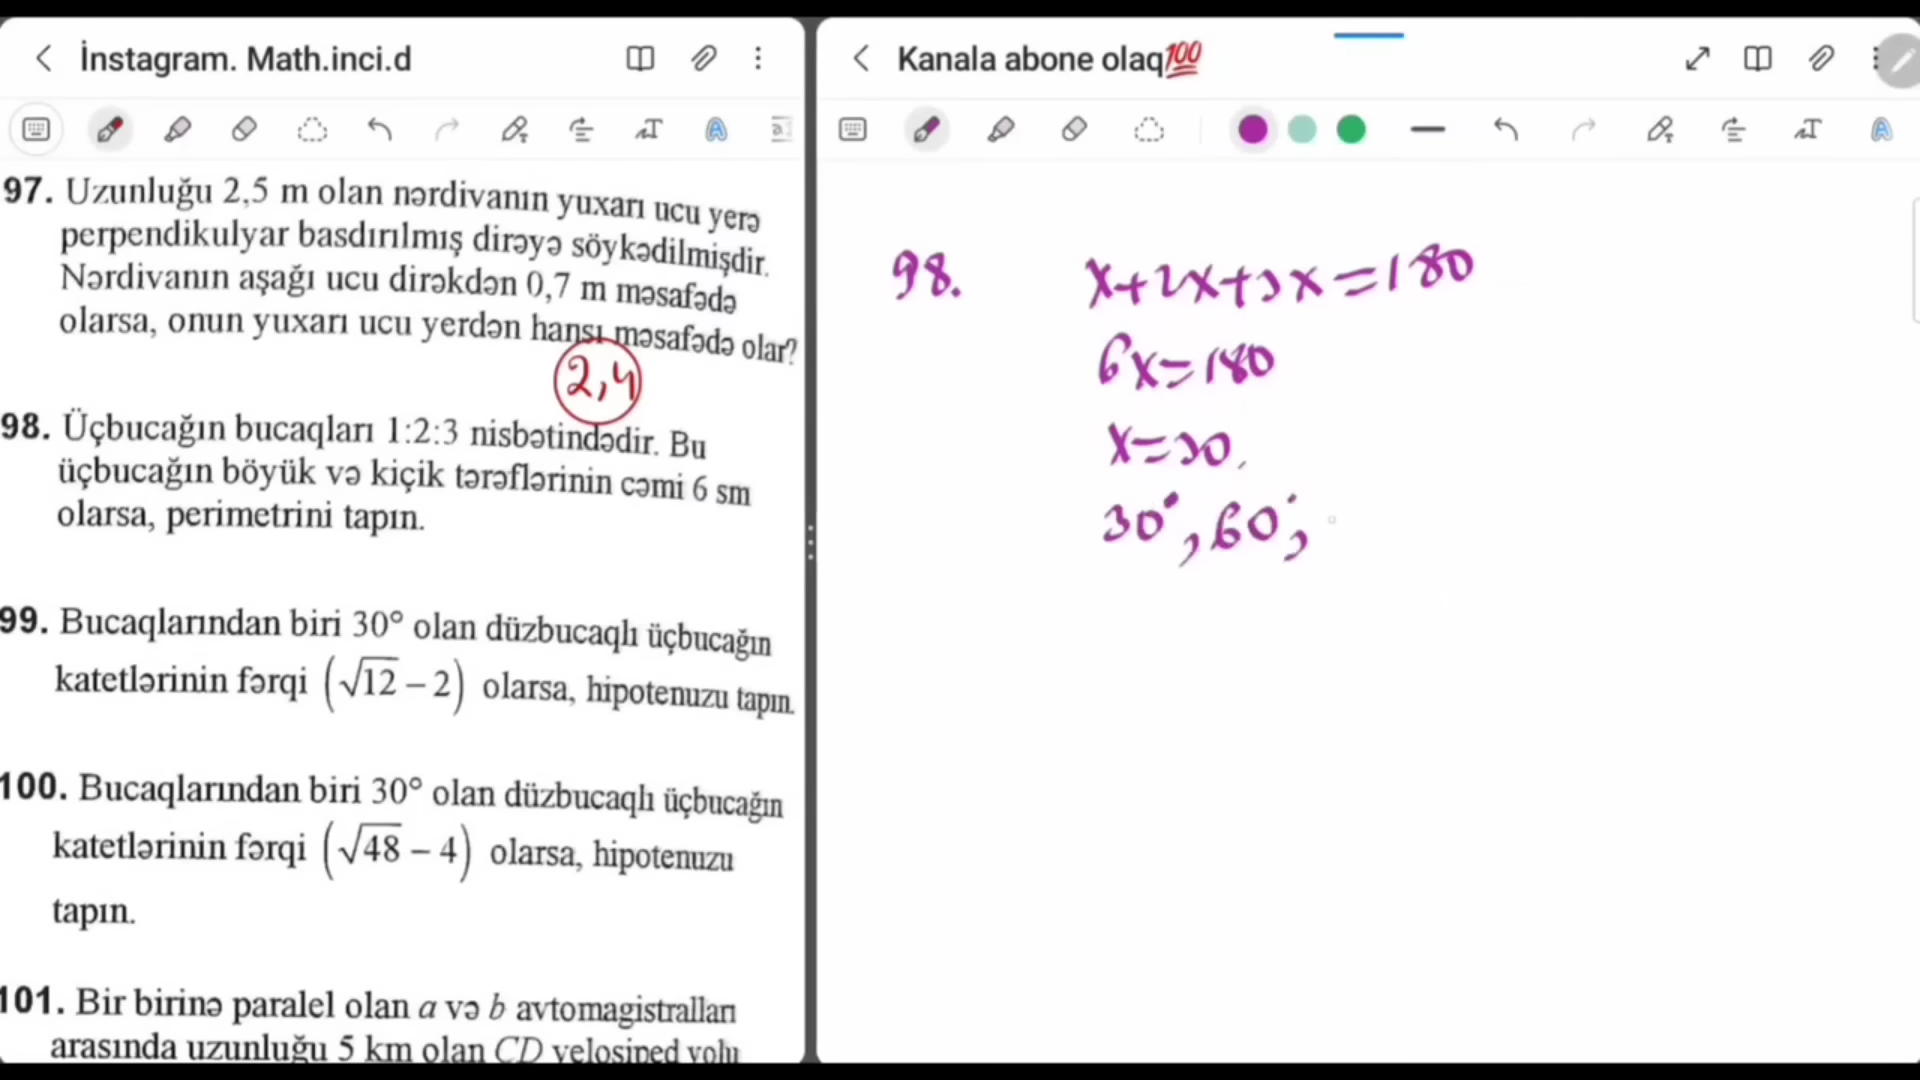 İnstagram. Math.inci.d
97. Uzunluğu 2,5 m olan nərdivanın yuxarı ucu yerə
perpendikulyar basdırılmış dirəyə söykədilmişdir.
Nərdivanın aşağı ucu dirəkdən 0,7 m məsafədə
olarsa, onun yuxarı ucu yerdən hansı məsafədə olar?
2,4
98. Üçbucağın bucaqları 1:2:3 nisbətindədir. Bu
üçbucağın böyük və kiçik tərəflərinin cəmi 6 sm
olarsa, perimetrini tapın.
99. Bucaqlarından biri 30° olan düzbucaqlı üçbucağın
katetlərinin fərqi (√12 – 2) olarsa, hipotenuzu tapın.
100. Bucaqlarından biri 30° olan düzbucaqlı üçbucağın
katetlərinin fərqi (√48 – 4) olarsa, hipotenuzu
tapın.
101. Bir birinə paralel olan a və b avtomagistralları
arasında uzunluğu 5 km olan CD velosiped yolu
Kanala abone olaq💯
98. x+2x+3x=180
6x=180
x=30
30°, 60°,